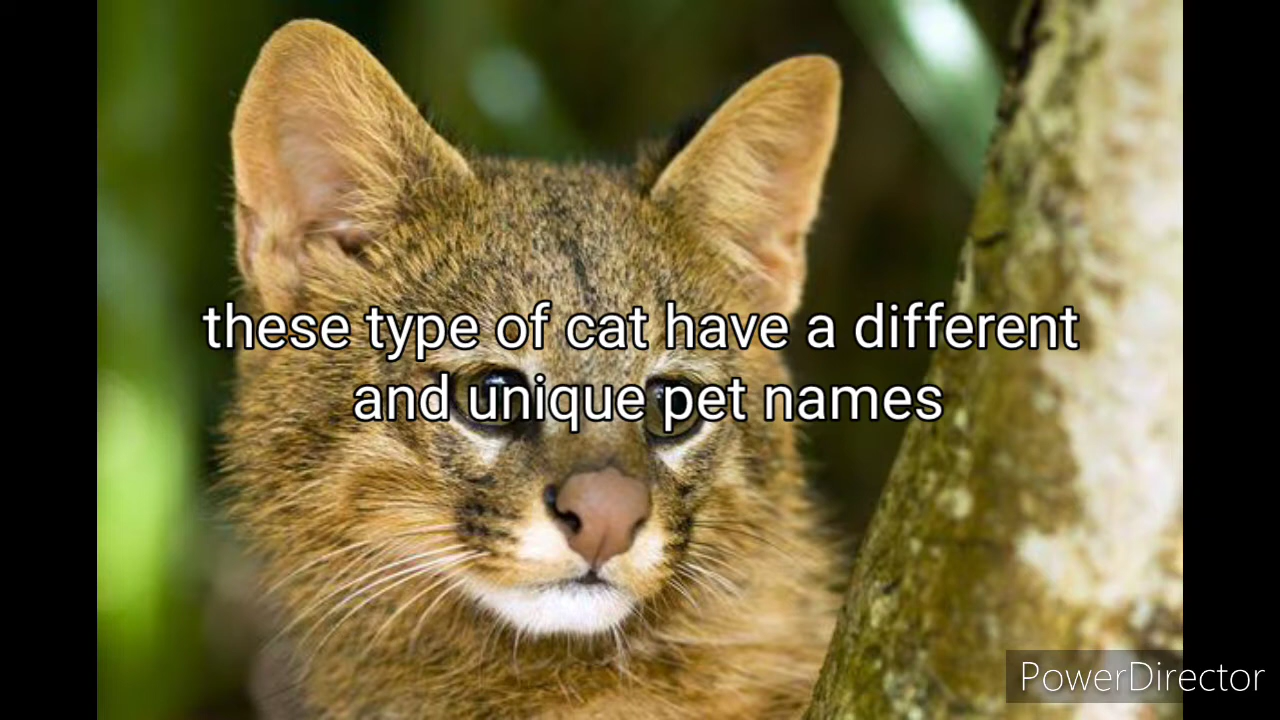 these type of cat have a different
and unique pet names
PowerDirector